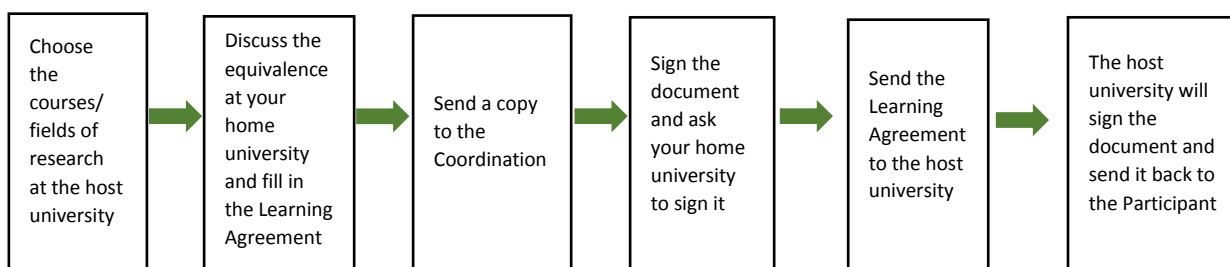 Choose
the
courses/
fields of
research
at the host
university
Discuss the
equivalence
at your
home
university
and fill in
the Learning
Agreement
Send a copy
to the
Coordination
Sign the
document
and ask
your home
university
to sign it
Send the
Learning
Agreement
to the host
university
The host
university will
sign the
document and
send it back to
the Participant